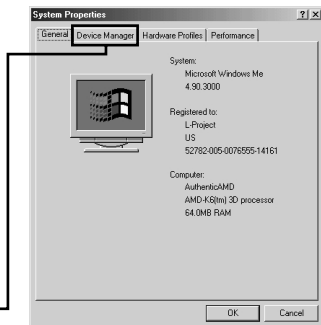 System Properties
General Device Manager Hardware Profiles Performance
System:
Microsoft Windows Me
4.90.3000
Registered to:
L-Project
US
52782-005-0076555-14161
Computer:
AuthenticAMD
AMD-K6(tm) 3D processor
64.0MB RAM
OK Cancel